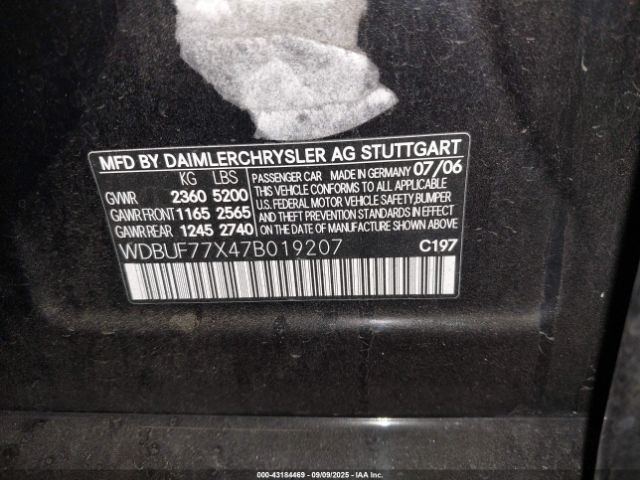 MFD BY DAIMLERCHRYSLER AG STUTTGART
KG LBS
GVWR 2360 5200
GAWR FRONT 1165 2565
GAWR REAR 1245 2740
PASSENGER CAR MADE IN GERMANY 07/06
THIS VEHICLE CONFORMS TO ALL APPLICABLE
U.S. FEDERAL MOTOR VEHICLE SAFETY, BUMPER
AND THEFT PREVENTION STANDARDS IN EFFECT
ON THE DATE OF MANUFACTURE SHOWN ABOVE.
WDBUF77X47B019207 C197
000-43184469 - 09/09/2025 - IAA Inc.